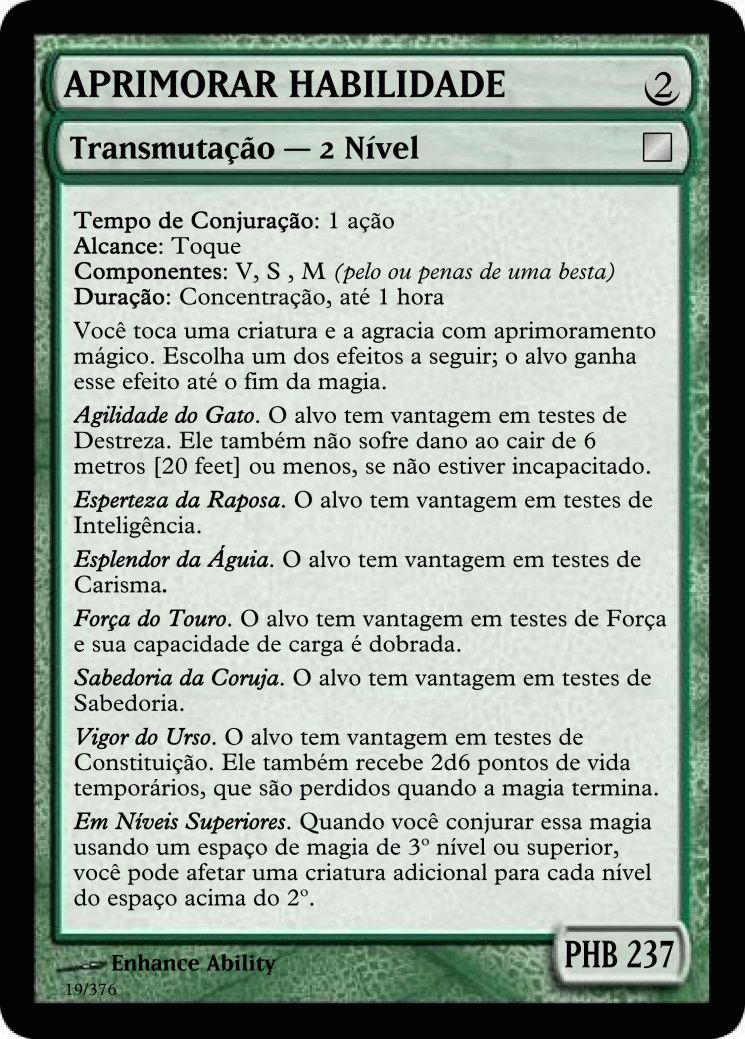 APRIMORAR HABILIDADE
2
Transmutação — 2 Nível
Tempo de Conjuração: 1 ação
Alcance: Toque
Componentes: V, S , M (pelo ou penas de uma besta)
Duração: Concentração, até 1 hora
Você toca uma criatura e a agracia com aprimoramento
mágico. Escolha um dos efeitos a seguir; o alvo ganha
esse efeito até o fim da magia.
Agilidade do Gato. O alvo tem vantagem em testes de
Destreza. Ele também não sofre dano ao cair de 6
metros [20 feet] ou menos, se não estiver incapacitado.
Esperteza da Raposa. O alvo tem vantagem em testes de
Inteligência.
Esplendor da Águia. O alvo tem vantagem em testes de
Carisma.
Força do Touro. O alvo tem vantagem em testes de Força
e sua capacidade de carga é dobrada.
Sabedoria da Coruja. O alvo tem vantagem em testes de
Sabedoria.
Vigor do Urso. O alvo tem vantagem em testes de
Constituição. Ele também recebe 2d6 pontos de vida
temporários, que são perdidos quando a magia termina.
Em Níveis Superiores. Quando você conjurar essa magia
usando um espaço de magia de 3º nível ou superior,
você pode afetar uma criatura adicional para cada nível
do espaço acima do 2º.
PHB 237
Enhance Ability
19/376